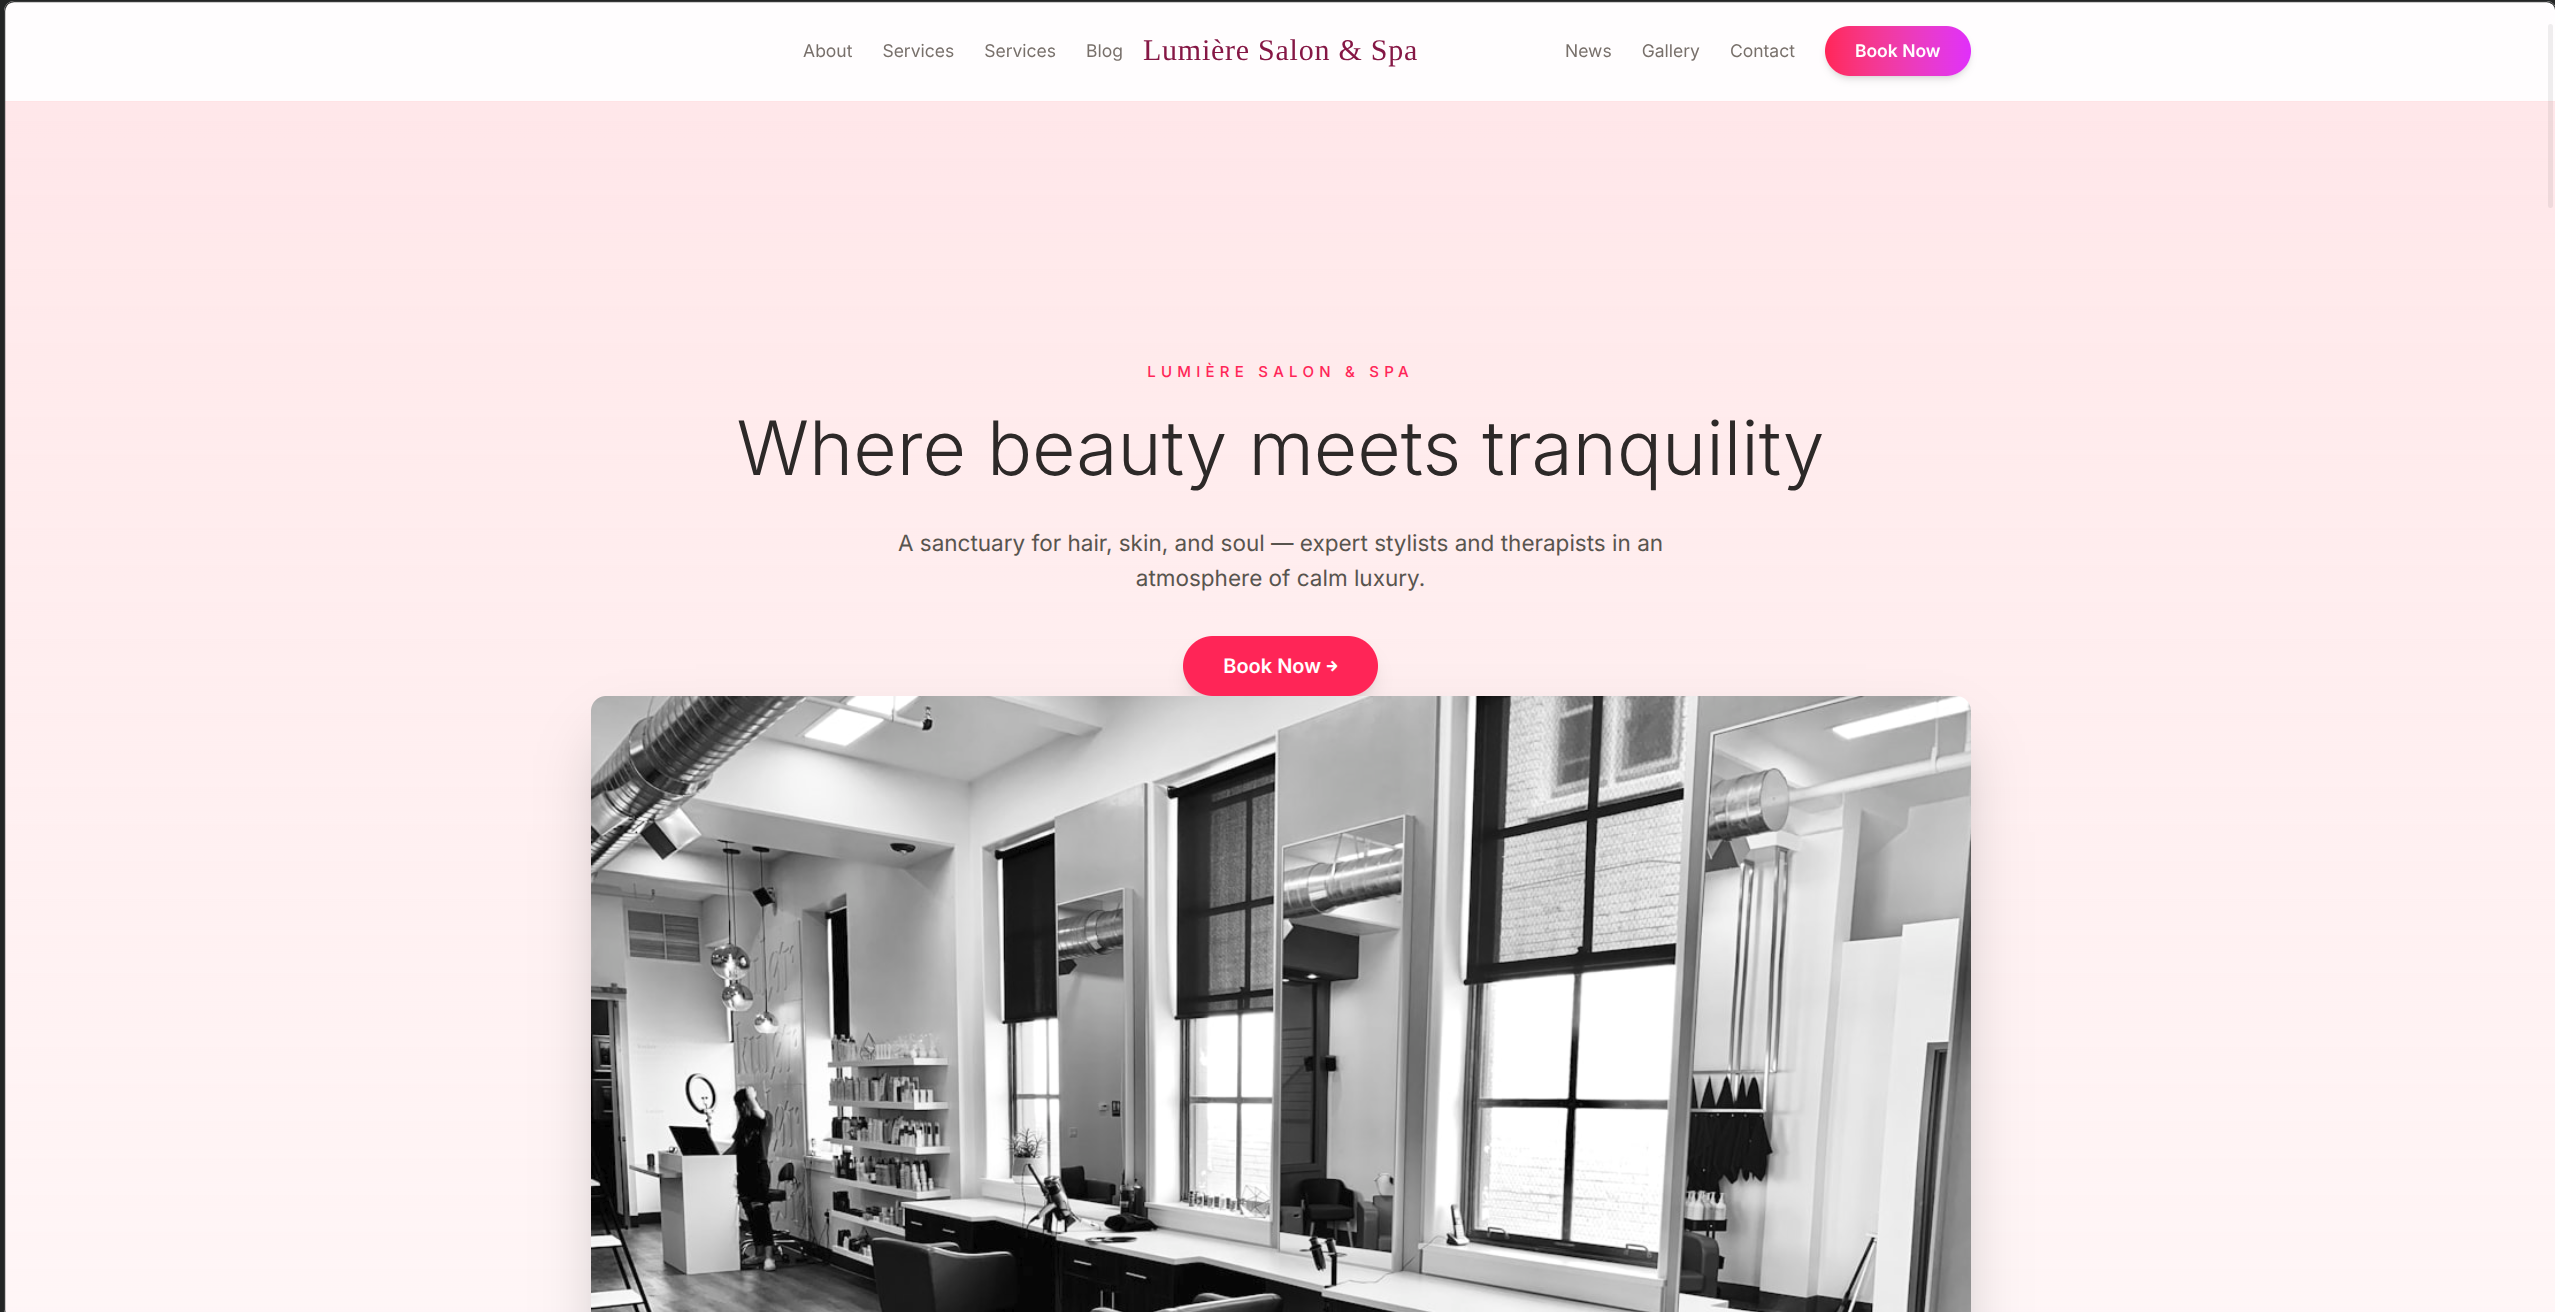 About Services Services Blog Lumière Salon & Spa News Gallery Contact Book Now
LUMIÈRE SALON & SPA
Where beauty meets tranquility
A sanctuary for hair, skin, and soul — expert stylists and therapists in an
atmosphere of calm luxury.
Book Now →